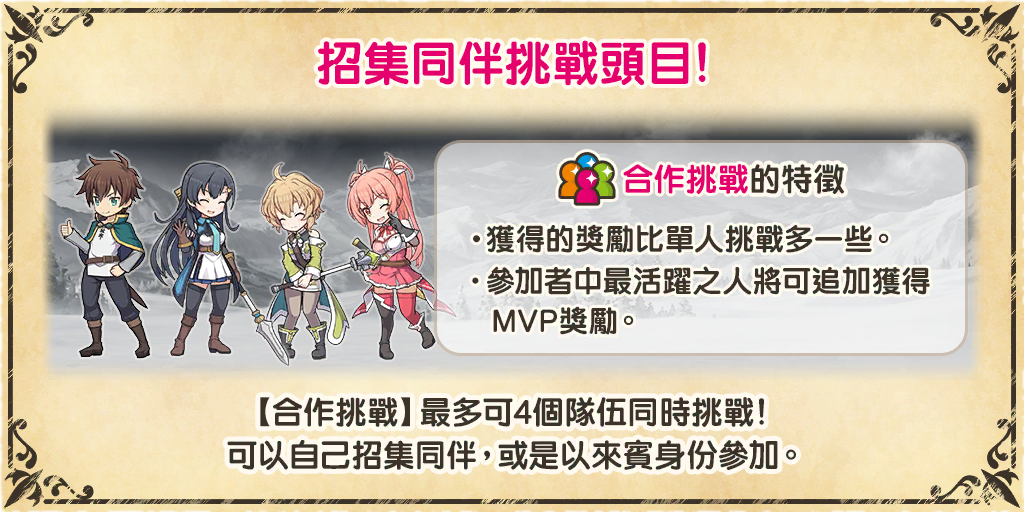 招集同伴挑戰頭目!
合作挑戰的特徵
・獲得的獎勵比單人挑戰多一些。
・參加者中最活躍之人將可追加獲得
MVP獎勵。
【合作挑戰】最多可4個隊伍同時挑戰!
可以自己招集同伴,或是以來賓身份參加。